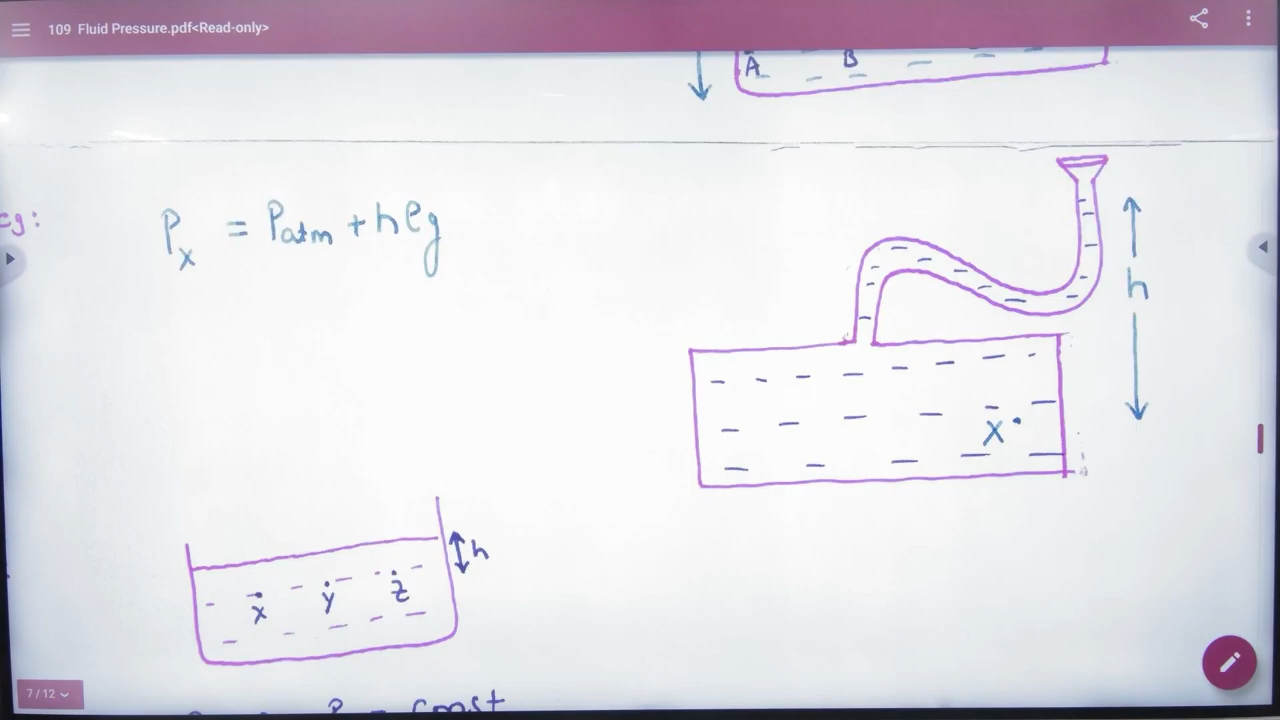 109 Fluid Pressure.pdf<Read-only>
A B
eg:
Px = Patm + hρg
h
X
h
x y z
7 / 12
= const